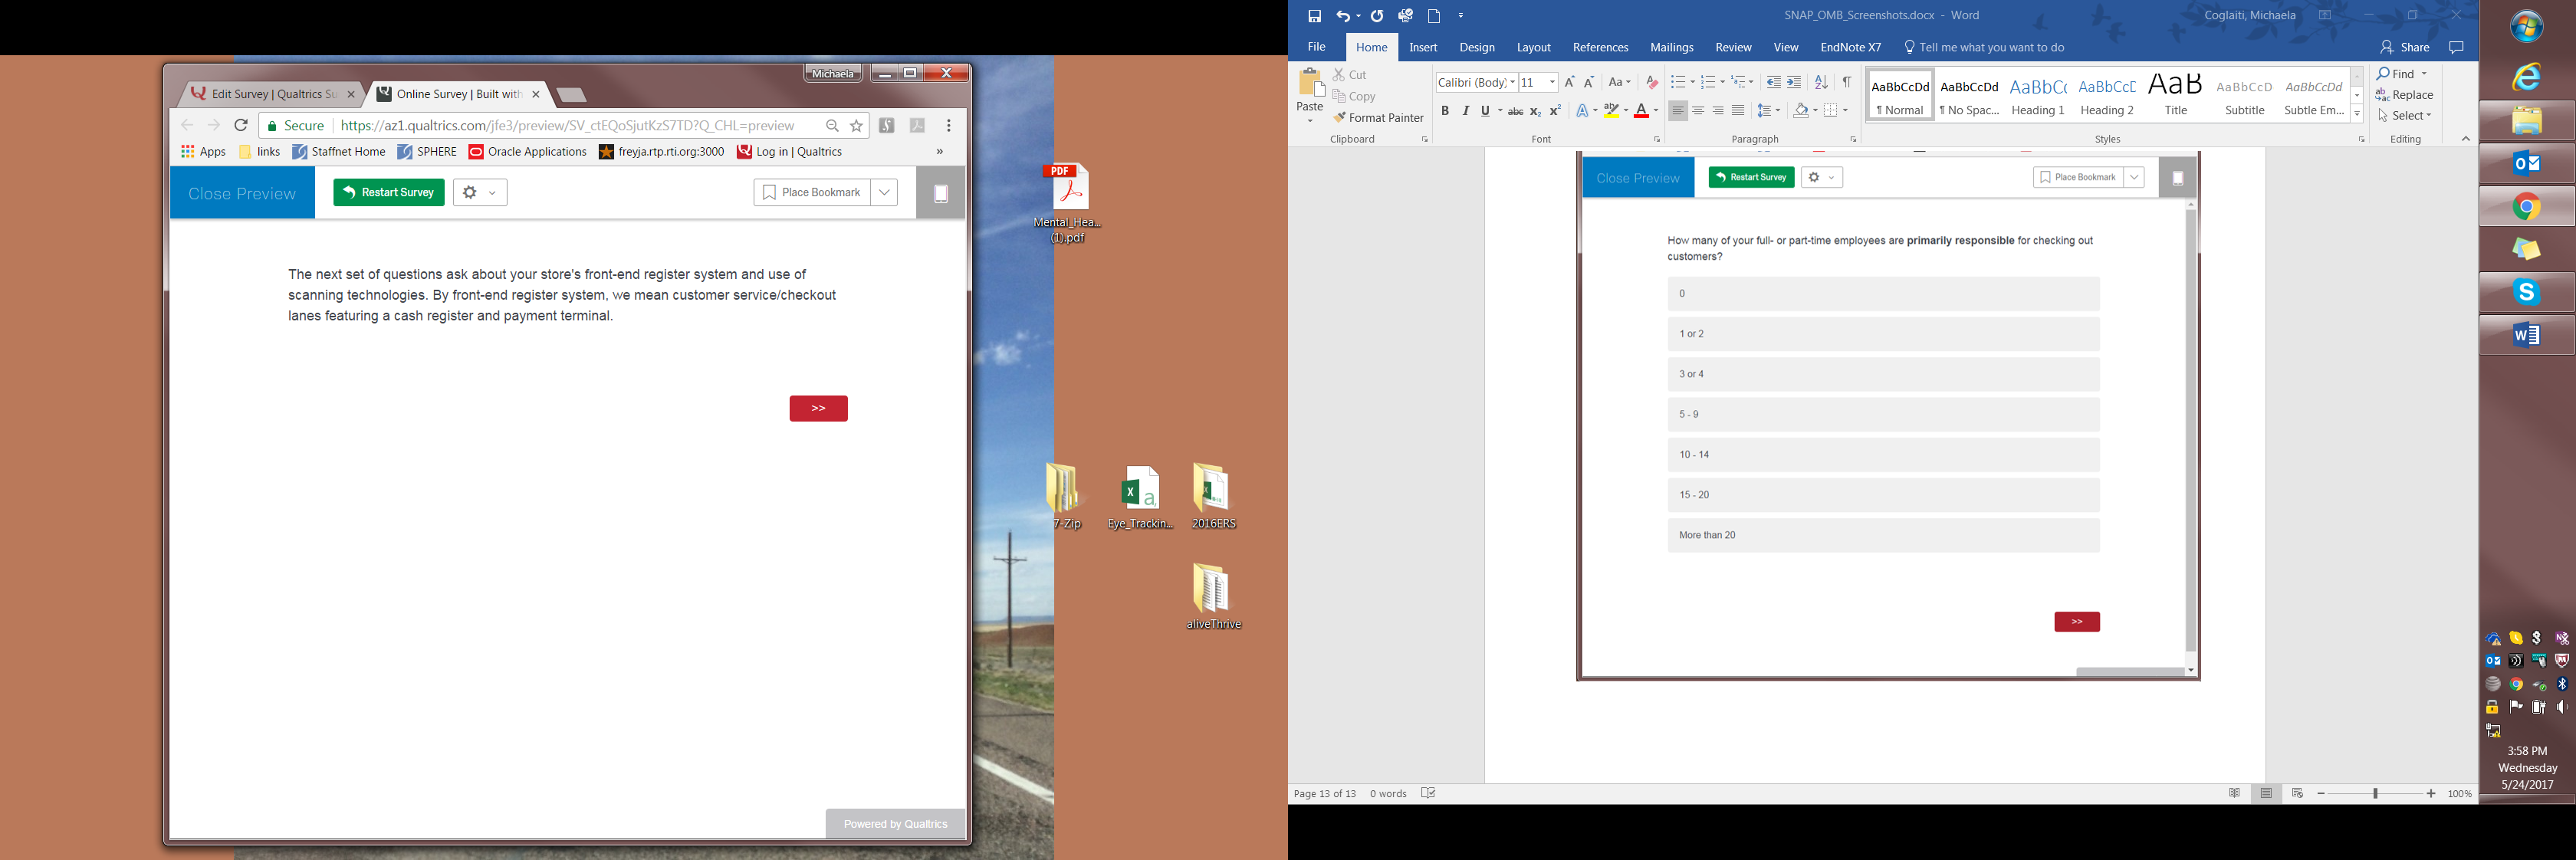 Michaela
Edit Survey | Qualtrics Su
Online Survey | Built with
Secure
https://az1.qualtrics.com/jfe3/preview/SV_ctEQoSjutKzS7TD?Q_CHL=preview
Apps links Staffnet Home SPHERE Oracle Applications freyja.rtp.rti.org:3000 Log in | Qualtrics »
Close Preview Restart Survey Place Bookmark
The next set of questions ask about your store's front-end register system and use of
scanning technologies. By front-end register system, we mean customer service/checkout
lanes featuring a cash register and payment terminal.
>>
Powered by Qualtrics
PDF
Mental_Hea...
(1).pdf
7-Zip
Eye_Trackin...
2016ERS
aliveThrive
SNAP_OMB_Screenshots.docx - Word
Coglaiti, Michaela
File Home Insert Design Layout References Mailings Review View EndNote X7 Tell me what you want to do Share
Paste
Cut
Copy
Format Painter
Clipboard
Calibri (Body) 11
B I U abc x₂ x²
Font
Paragraph
AaBbCcDd ¶ Normal
AaBbCcDd ¶ No Spac...
AaBbCc Heading 1
AaBbCcE Heading 2
AaB Title
AaBbCcD Subtitle
AaBbCcDd Subtle Em...
Styles
Find
Replace
Select
Editing
Close Preview Restart Survey Place Bookmark
How many of your full- or part-time employees are primarily responsible for checking out
customers?
0
1 or 2
3 or 4
5 - 9
10 - 14
15 - 20
More than 20
>>
Page 13 of 13 0 words
100%
3:58 PM
Wednesday
5/24/2017